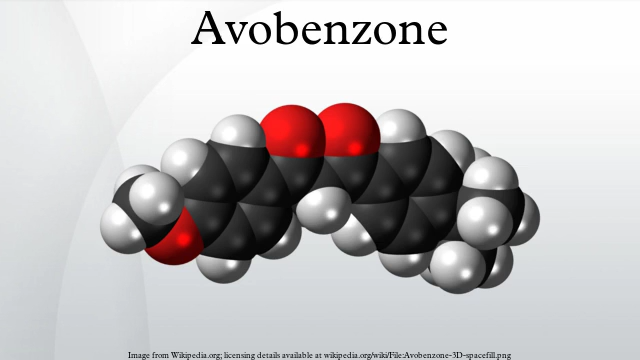 Avobenzone
Image from Wikipedia.org; licensing details available at wikipedia.org/wiki/File:Avobenzone-3D-spacefill.png